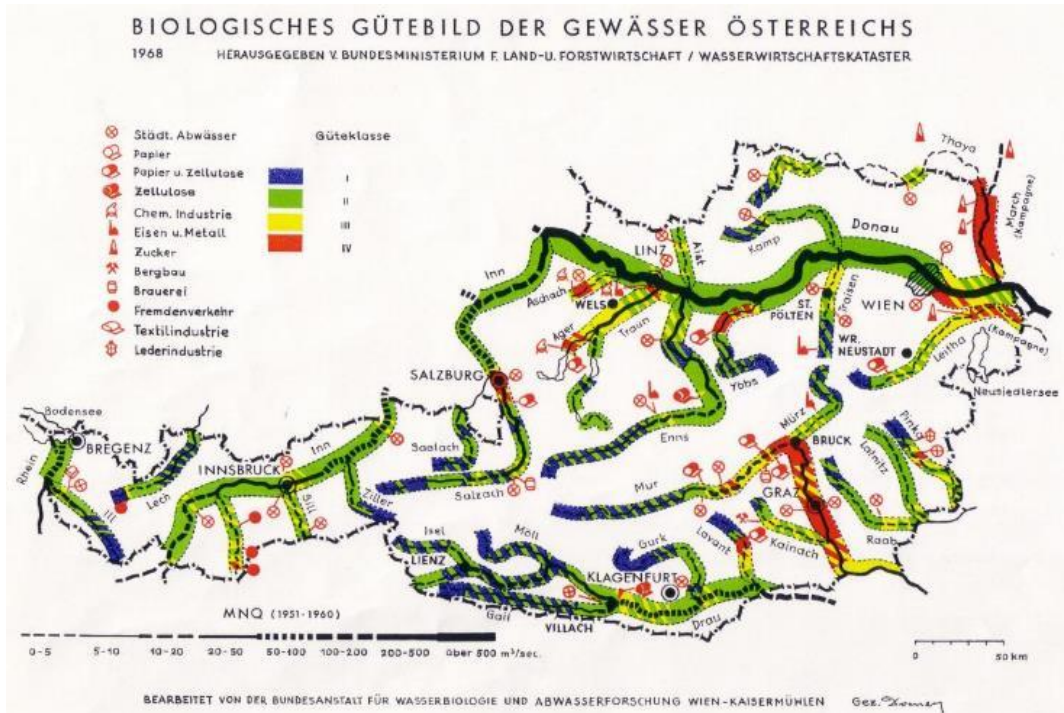 BIOLOGISCHES GÜTEBILD DER GEWÄSSER ÖSTERREICHS
1968 HERAUSGEGEBEN V. BUNDESMINISTERIUM F. LAND-U. FORSTWIRTSCHAFT / WASSERWIRTSCHAFTSKATASTER
Städt. Abwässer
Papier
Papier u. Zellulose
Zellulose
Chem. Industrie
Eisen u. Metall
Zucker
Bergbau
Brauerei
Fremdenverkehr
Textilindustrie
Lederindustrie
Güteklasse
I
II
III
IV
Thaya
March
(Kampagne)
Kamp
Donau
LINZ
Aist
Inn
Aschach
WELS
Ager
Traun
ST.
PÖLTEN
Traisen
WIEN
WR.
NEUSTADT
Leitha
(Kampagne)
Neusiedlersee
SALZBURG
Ybbs
Enns
Mürz
BRUCK
Pinka
Lafnitz
Bodensee
BREGENZ
Rhein
Ill
Lech
INNSBRUCK
Inn
Sill
Ziller
Saalach
Salzach
Mur
GRAZ
Raab
Kainach
Lavant
Isel
Möll
LIENZ
Gurk
KLAGENFURT
Gail
VILLACH
Drau
MNQ (1951-1960)
0-5 5-10 10-20 20-50 50-100 100-200 200-500 über 500 m³/sec.
0 50 km
BEARBEITET VON DER BUNDESANSTALT FÜR WASSERBIOLOGIE UND ABWASSERFORSCHUNG WIEN-KAISERMÜHLEN Gez.